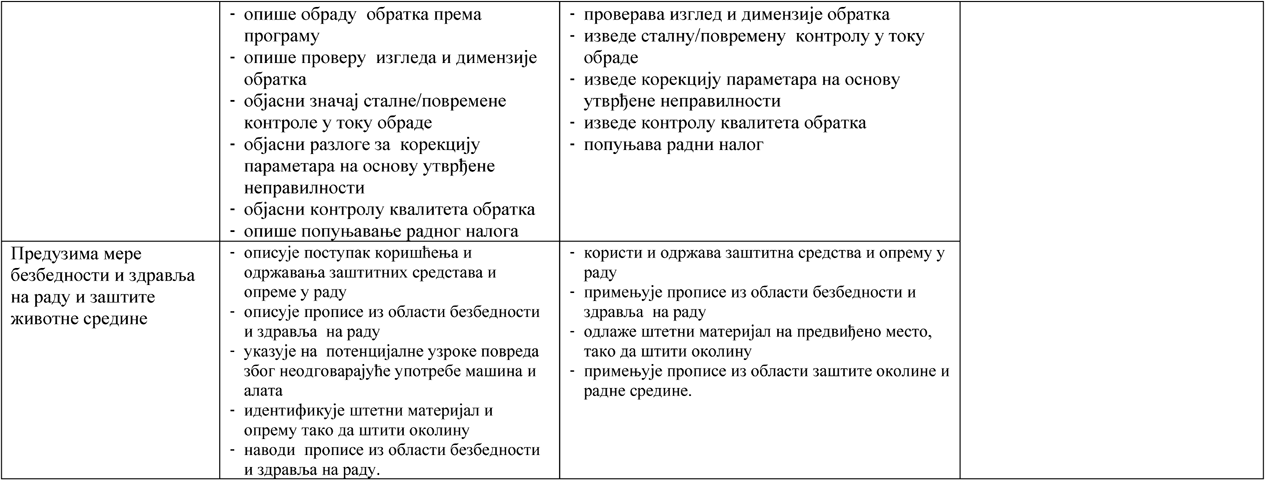 - опише обраду обратка према
програму
- опише проверу изгледа и димензије
обратка
- објасни значај сталне/повремене
контроле у току обраде
- објасни разлоге за корекцију
параметара на основу утврђене
неправилности
- објасни контролу квалитета обратка
- опише попуњавање радног налога
- проверава изглед и димензије обратка
- изведе сталну/повремену контролу у току
обраде
- изведе корекцију параметара на основу
утврђене неправилности
- изведе контролу квалитета обратка
- попуњава радни налог
Предузима мере
безбедности и здравља
на раду и заштите
животне средине
- описује поступак коришћења и
одржавања заштитних средстава и
опреме у раду
- описује прописе из области безбедности
и здравља на раду
- указује на потенцијалне узроке повреда
због неодговарајуће употребе машина и
алата
- идентификује штетни материјал и
опрему тако да штити околину
- наводи прописе из области безбедности
и здравља на раду.
- користи и одржава заштитна средства и опрему у
раду
- примењује прописе из области безбедности и
здравља на раду
- одлаже штетни материјал на предвиђено место,
тако да штити околину
- примењује прописе из области заштите околине и
радне средине.